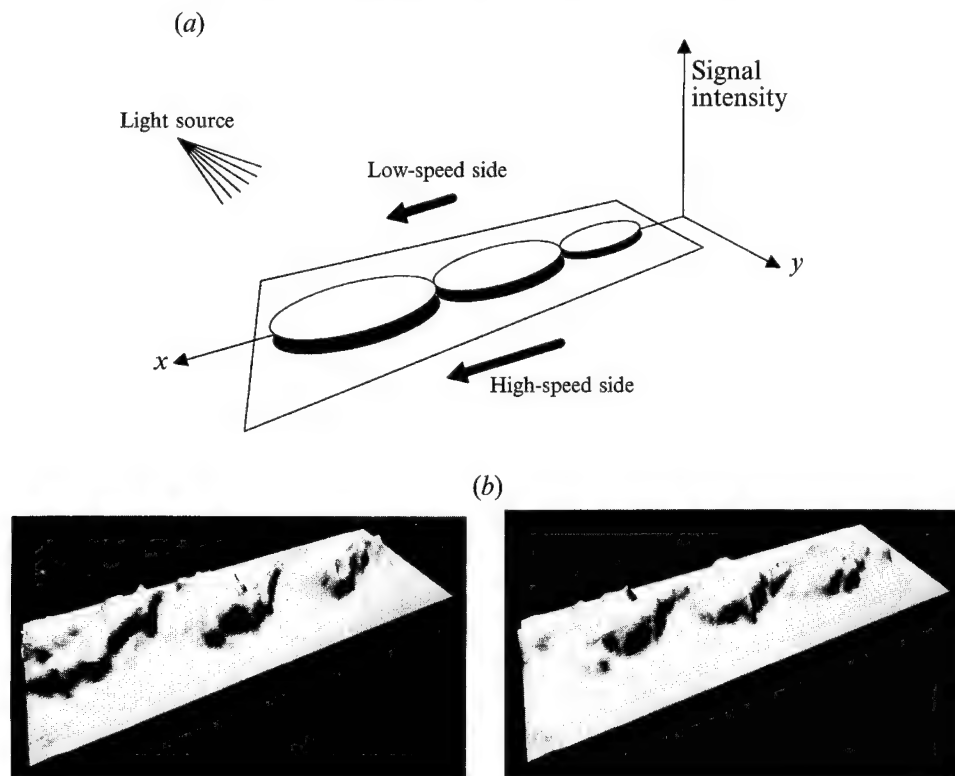 (a)
Signal
intensity
Light source
Low-speed side
y
x
High-speed side
(b)